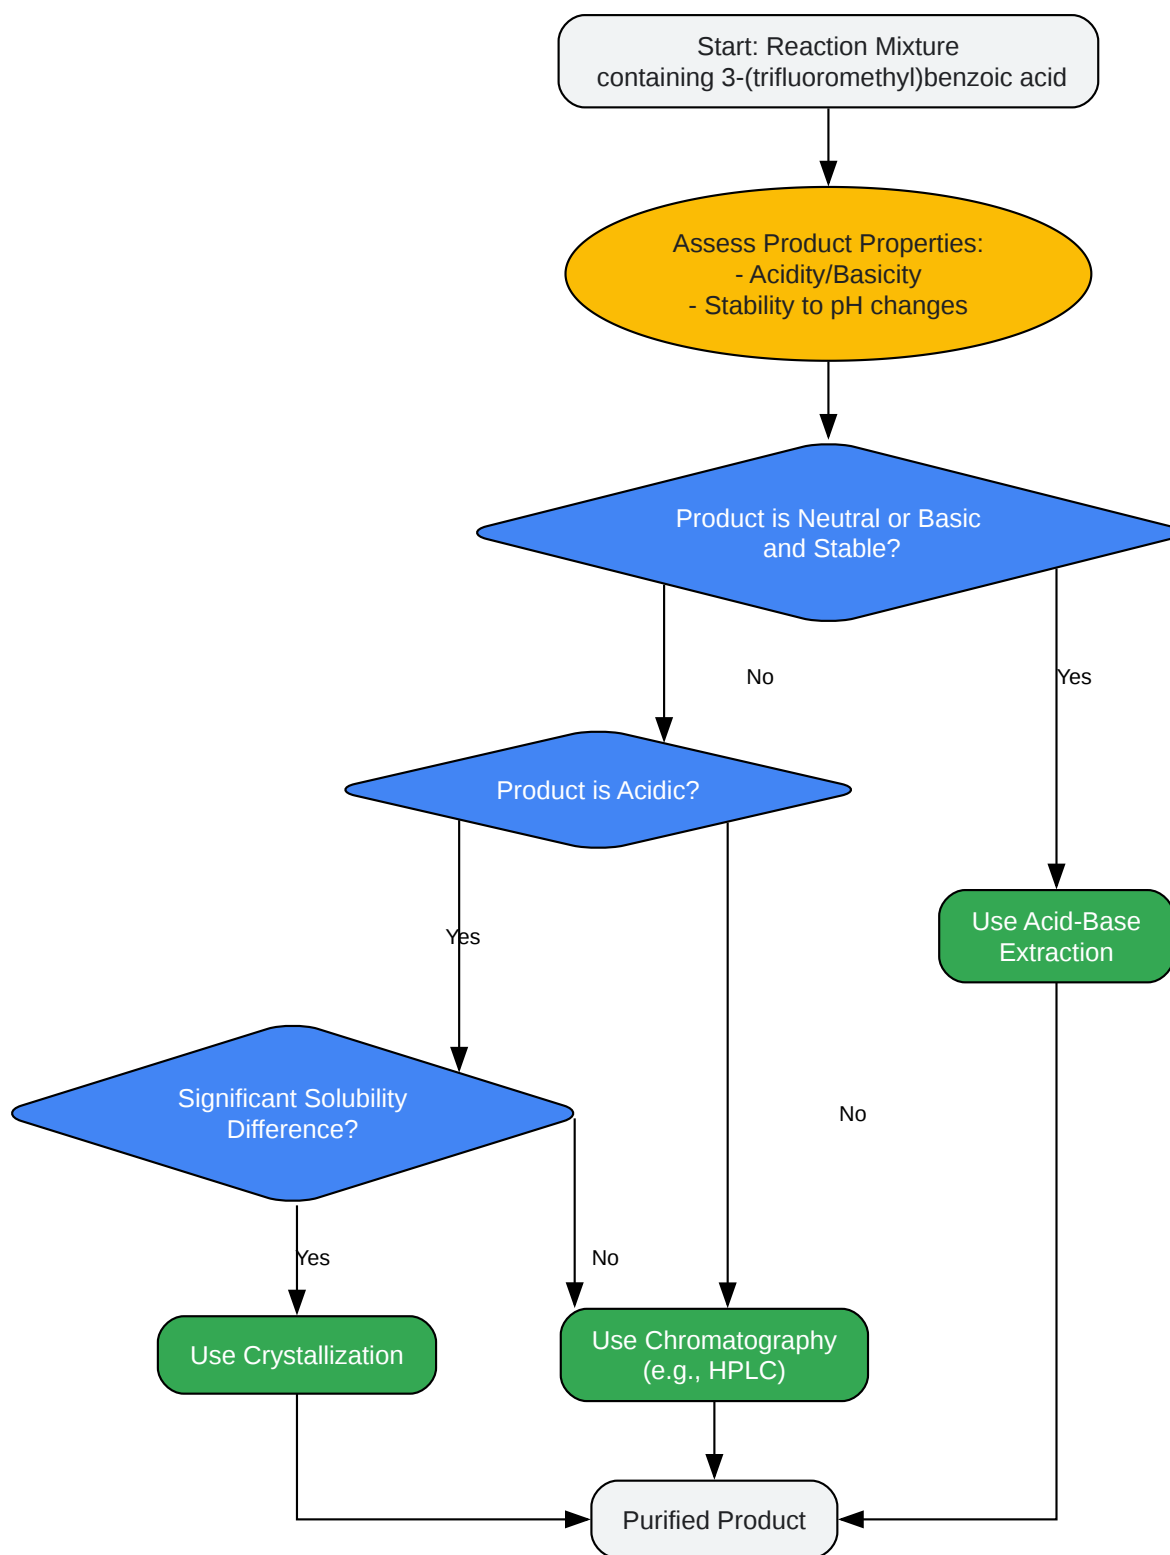 Start: Reaction Mixture
containing 3-(trifluoromethyl)benzoic acid
Assess Product Properties:
- Acidity/Basicity
- Stability to pH changes
Product is Neutral or Basic
and Stable?
No
Yes
Product is Acidic?
Use Acid-Base
Extraction
Yes
Significant Solubility
Difference?
No
Yes
No
Use Crystallization
Use Chromatography
(e.g., HPLC)
Purified Product